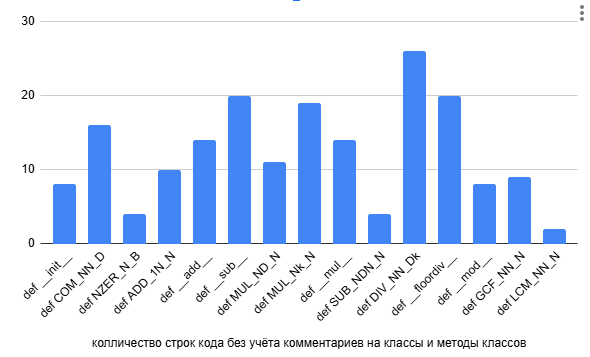 30
20
10
0
def __init__
def COM_NN_D
def NZER_N_B
def ADD_1N_N
def __add__
def __sub__
def MUL_ND_N
def MUL_Nk_N
def __mul__
def SUB_NDN_N
def DIV_NN_Dk
def __floordiv__
def __mod__
def GCF_NN_N
def LCM_NN_N
колличество строк кода без учёта комментариев на классы и методы классов